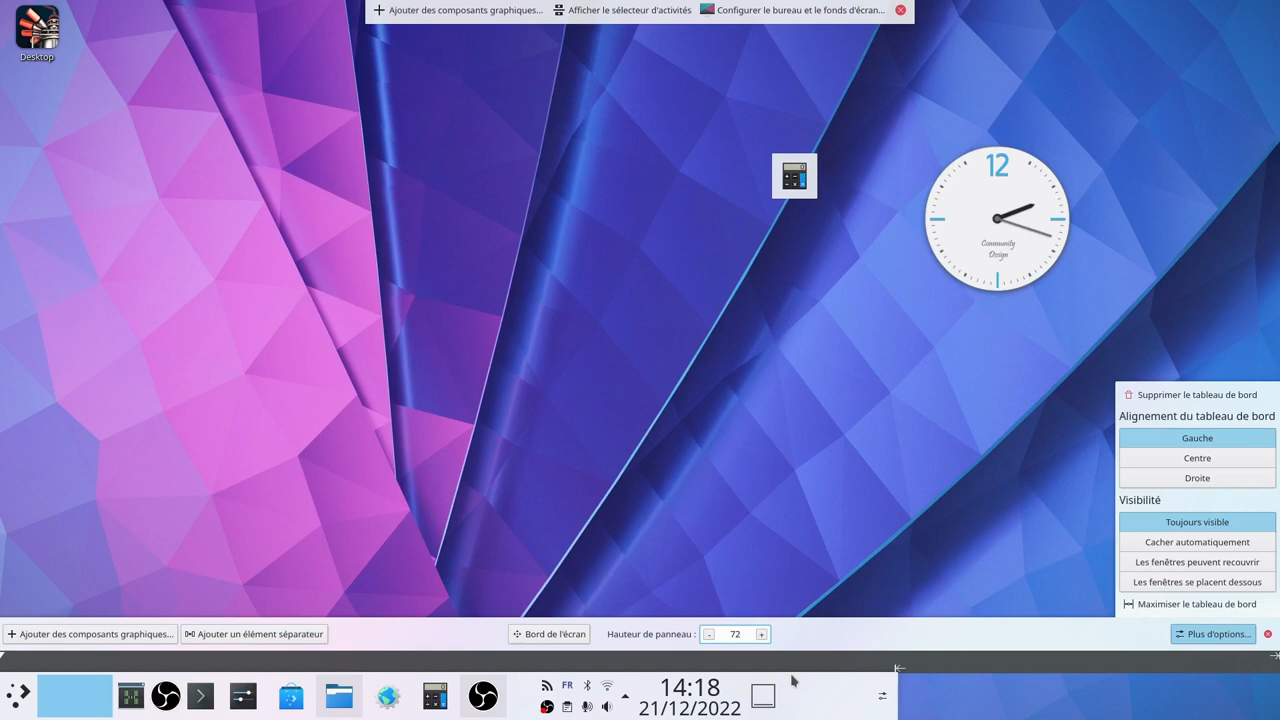 Ajouter des composants graphiques... Afficher le sélecteur d'activités Configurer le bureau et le fonds d'écran...
Desktop
12
Community
Design
Supprimer le tableau de bord
Alignement du tableau de bord
Gauche
Centre
Droite
Visibilité
Toujours visible
Cacher automatiquement
Les fenêtres peuvent recouvrir
Les fenêtres se placent dessous
Maximiser le tableau de bord
Ajouter des composants graphiques... Ajouter un élément séparateur Bord de l'écran Hauteur de panneau : - 72 + Plus d'options...
FR
14:18
21/12/2022